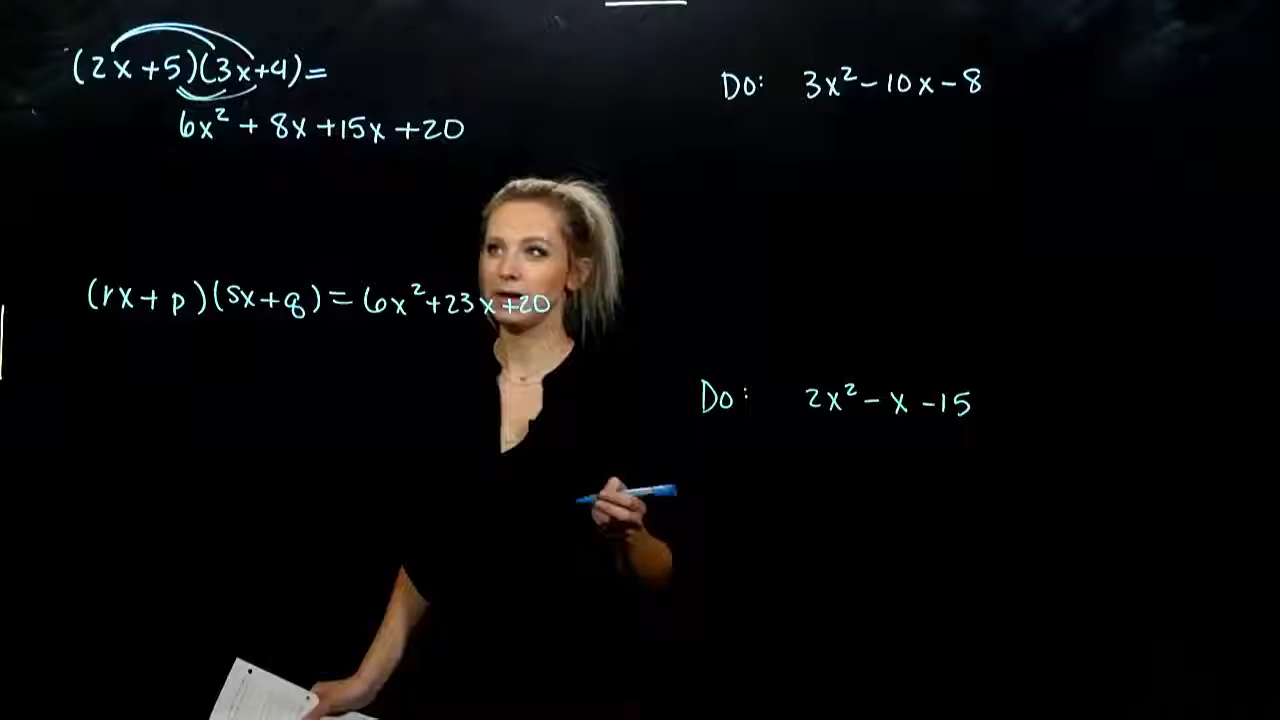 (2x+5)(3x+4)=
6x² + 8x +15x +20
(rx+p)(sx+q) = 6x²+23x+20
Do: 3x²-10x-8
Do: 2x² - x -15